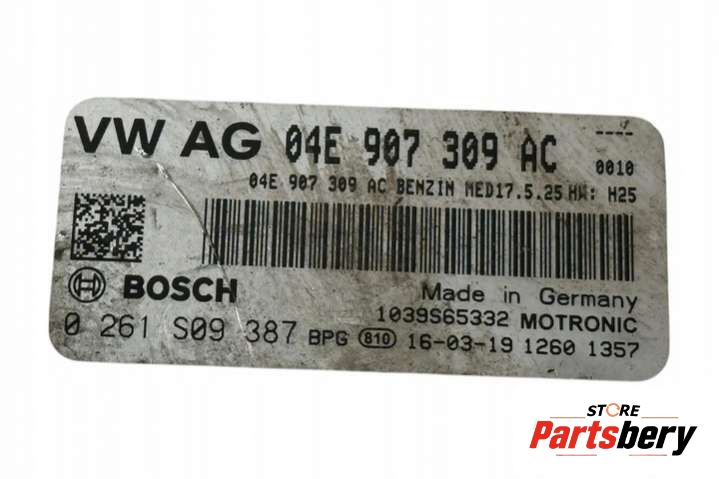 VW AG 04E 907 309 AC ----
0010
04E 907 309 AC BENZIN MED17.5.25 HW: H25
BOSCH
Made in Germany
1039S65332 MOTRONIC
0 261 S09 387 BPG 810 16-03-19 1260 1357
STORE
Partsbery